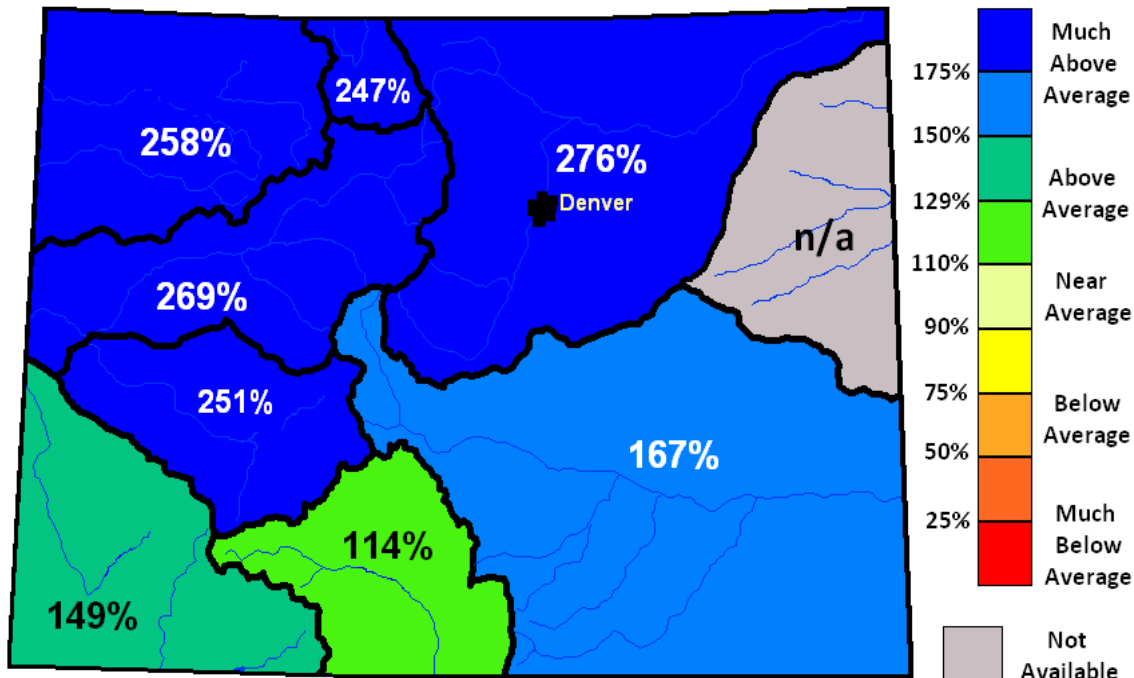 247%
258%
276%
Denver
n/a
269%
251%
167%
114%
149%
Much
Above
Average
175%
150%
Above
Average
129%
110%
Near
Average
90%
75%
Below
Average
50%
25%
Much
Below
Average
Not
Available